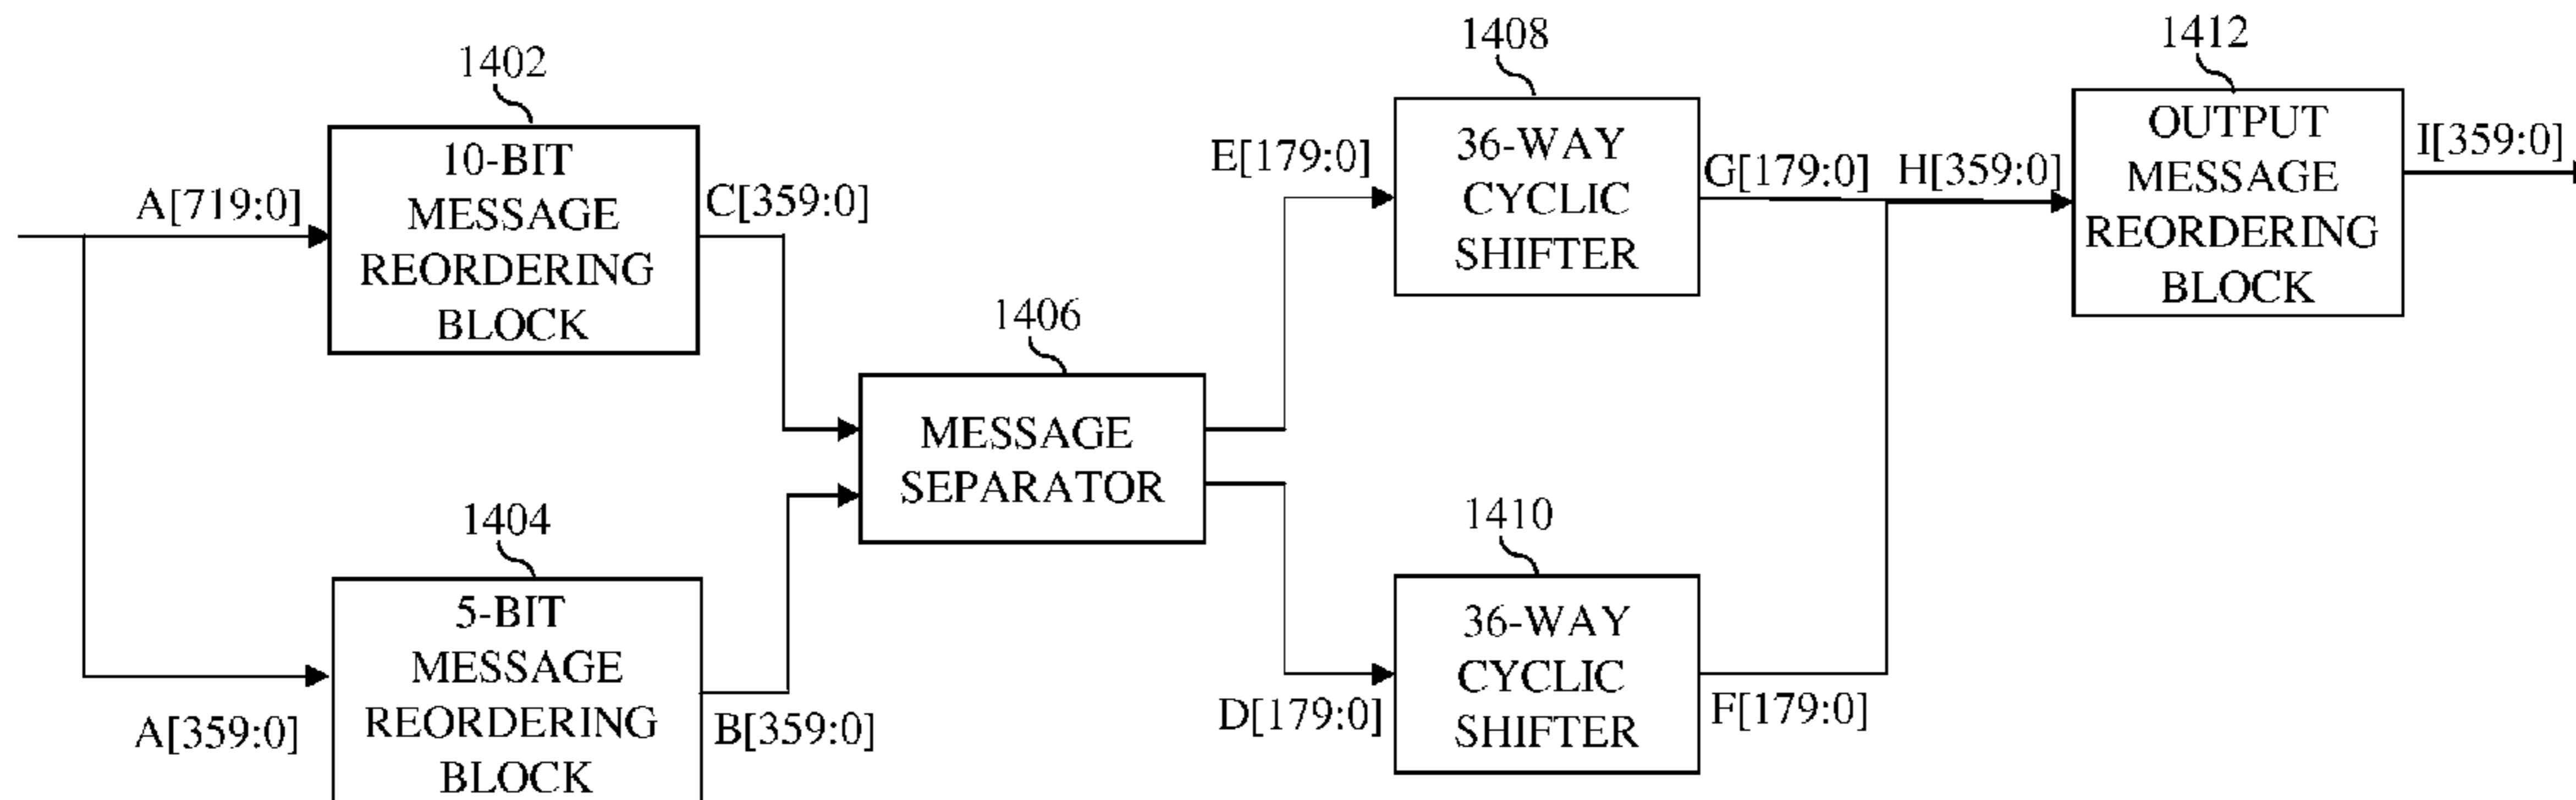 1402
10-BIT
MESSAGE
REORDERING
BLOCK
A[719:0]
C[359:0]
1404
5-BIT
MESSAGE
REORDERING
BLOCK
A[359:0]
B[359:0]
1406
MESSAGE
SEPARATOR
1408
36-WAY
CYCLIC
SHIFTER
E[179:0]
G[179:0]
H[359:0]
1410
36-WAY
CYCLIC
SHIFTER
D[179:0]
F[179:0]
1412
OUTPUT
MESSAGE
REORDERING
BLOCK
I[359:0]